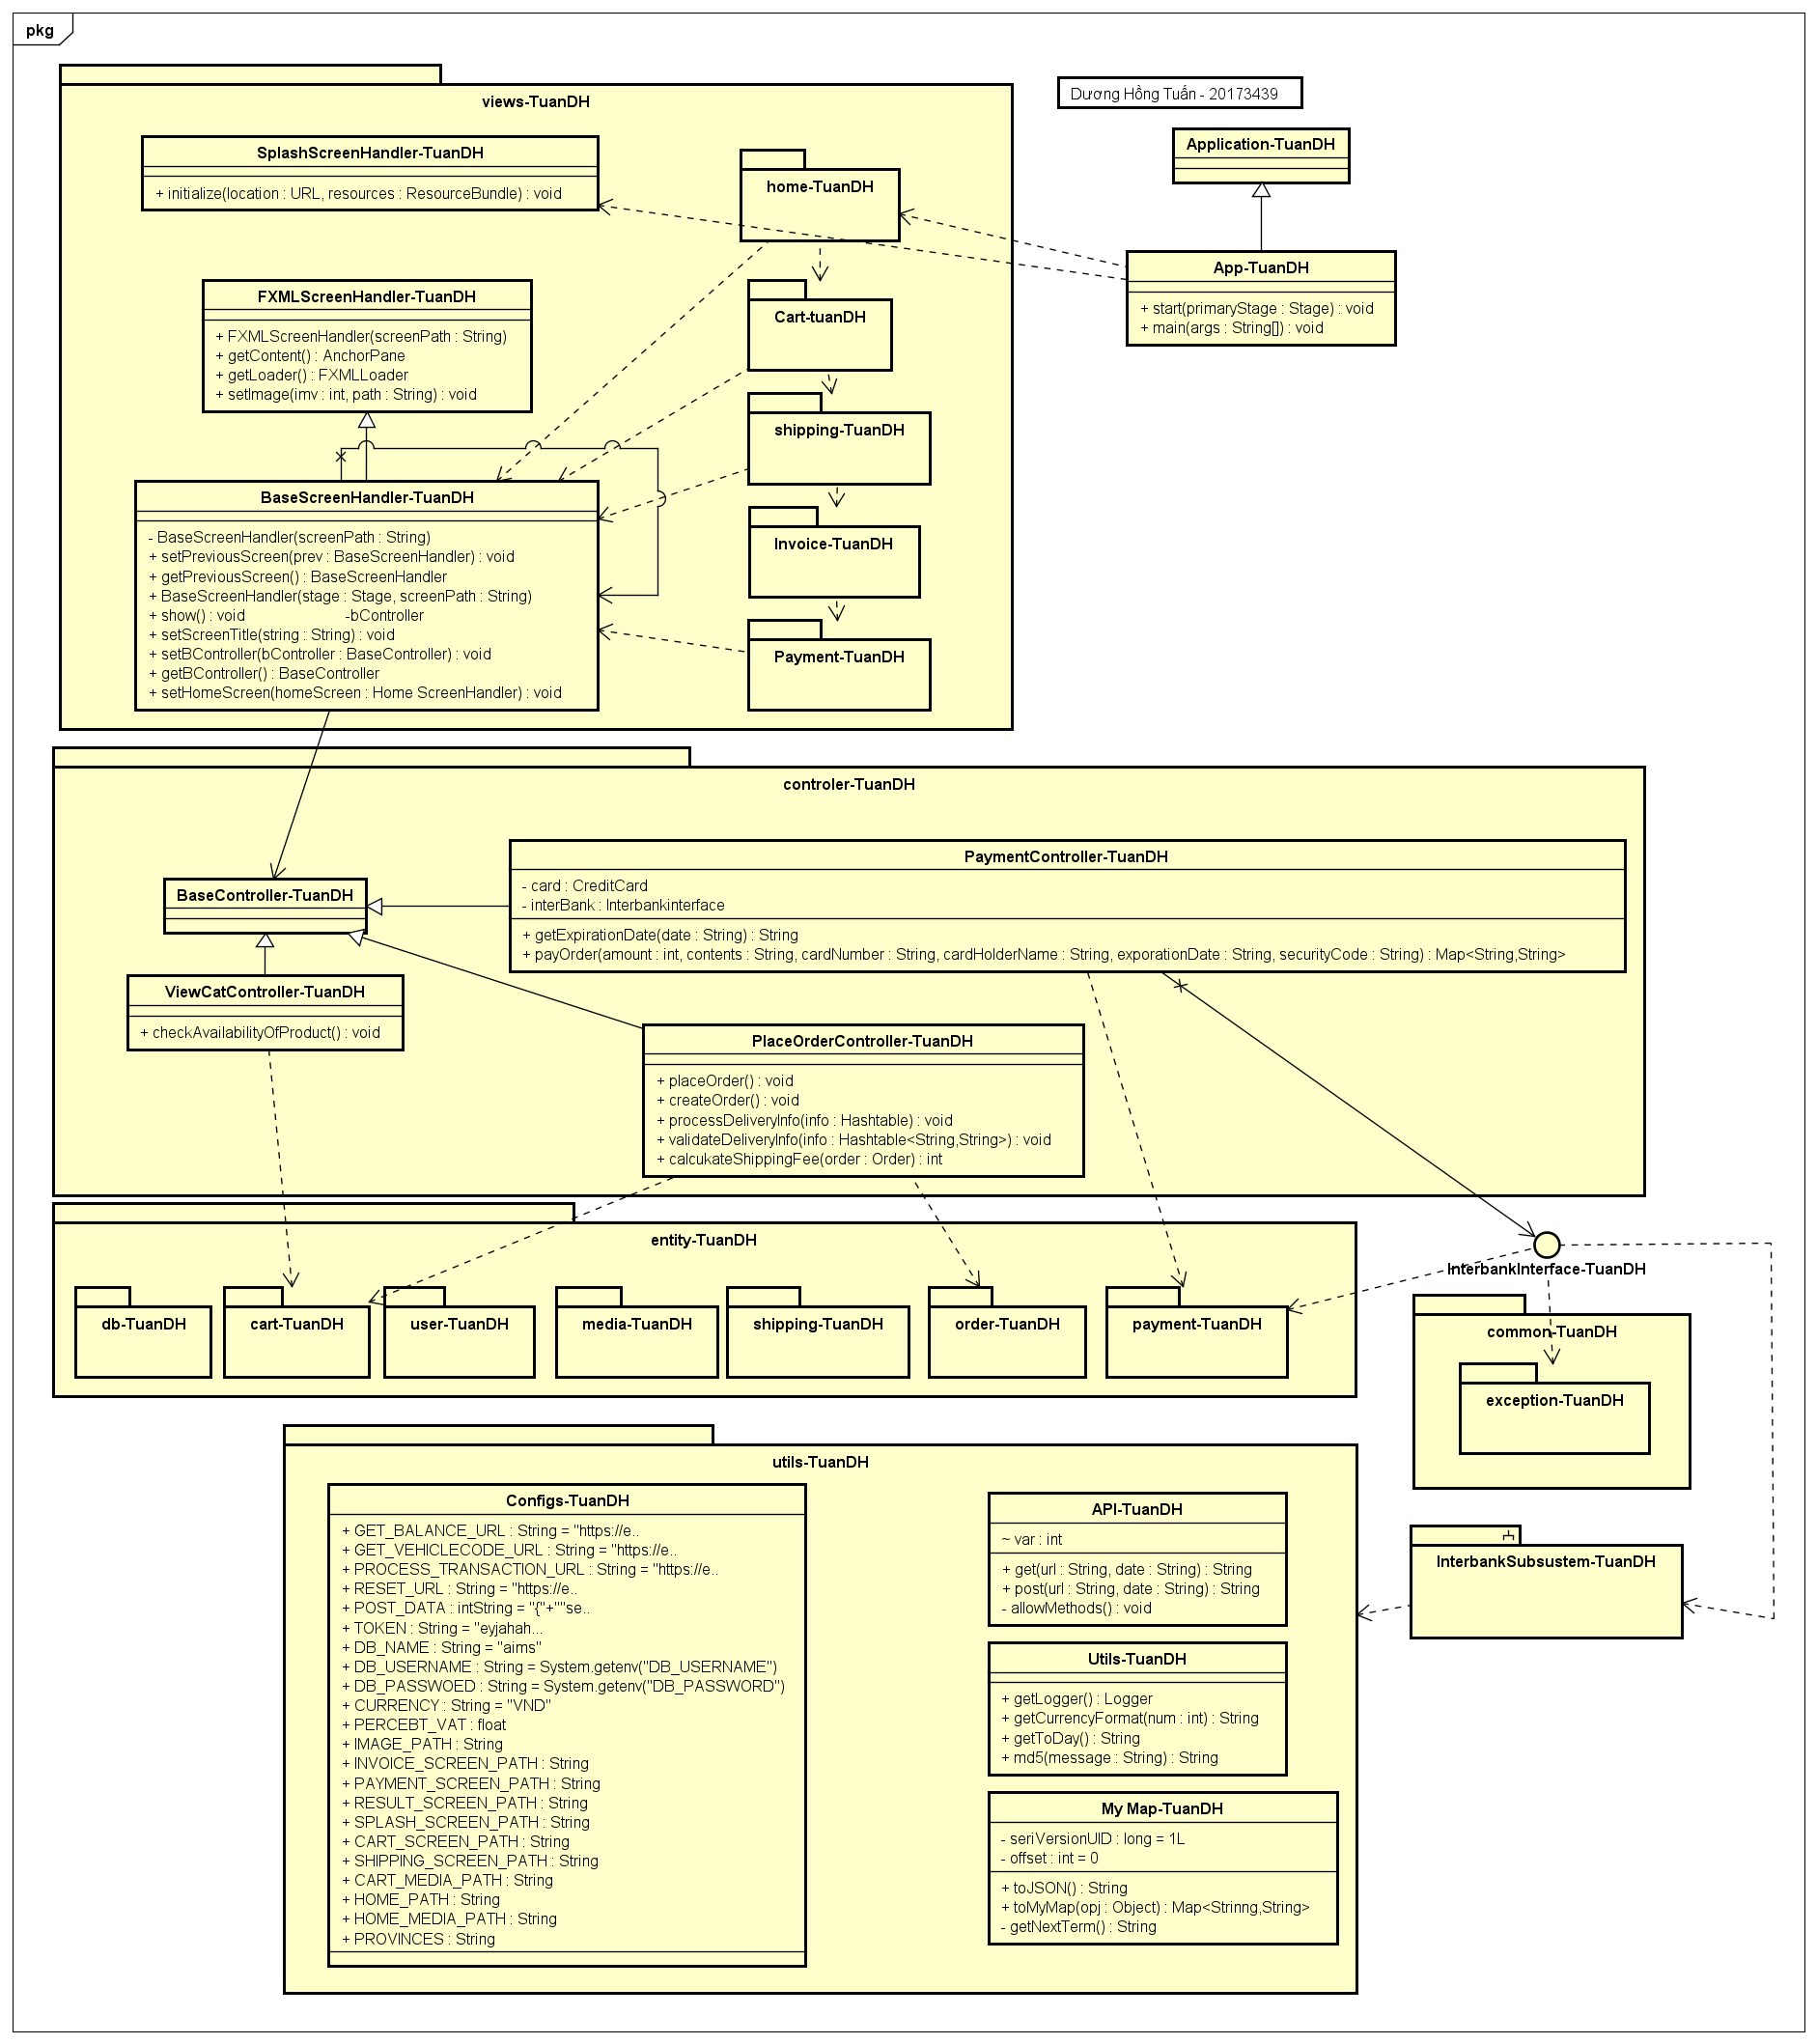 pkg
views-TuanDH
Dương Hồng Tuấn - 20173439
SplashScreenHandler-TuanDH
+ initialize(location : URL, resources : ResourceBundle) : void
home-TuanDH
Application-TuanDH
App-TuanDH
+ start(primaryStage : Stage) : void
+ main(args : String[]) : void
FXMLScreenHandler-TuanDH
+ FXMLScreenHandler(screenPath : String)
+ getContent() : AnchorPane
+ getLoader() : FXMLLoader
+ setImage(imv : int, path : String) : void
Cart-tuanDH
shipping-TuanDH
Invoice-TuanDH
Payment-TuanDH
BaseScreenHandler-TuanDH
- BaseScreenHandler(screenPath : String)
+ setPreviousScreen(prev : BaseScreenHandler) : void
+ getPreviousScreen() : BaseScreenHandler
+ BaseScreenHandler(stage : Stage, screenPath : String)
+ show() : void
-bController
+ setScreenTitle(string : String) : void
+ setBController(bController : BaseController) : void
+ getBController() : BaseController
+ setHomeScreen(homeScreen : Home ScreenHandler) : void
controler-TuanDH
PaymentController-TuanDH
- card : CreditCard
- interBank : Interbankinterface
+ getExpirationDate(date : String) : String
+ payOrder(amount : int, contents : String, cardNumber : String, cardHolderName : String, exporationDate : String, securityCode : String) : Map<String,String>
BaseController-TuanDH
ViewCatController-TuanDH
+ checkAvailabilityOfProduct() : void
PlaceOrderController-TuanDH
+ placeOrder() : void
+ createOrder() : void
+ processDeliveryInfo(info : Hashtable) : void
+ validateDeliveryInfo(info : Hashtable<String,String>) : void
+ calcukateShippingFee(order : Order) : int
entity-TuanDH
db-TuanDH
cart-TuanDH
user-TuanDH
media-TuanDH
shipping-TuanDH
order-TuanDH
payment-TuanDH
InterbankInterface-TuanDH
common-TuanDH
exception-TuanDH
InterbankSubsustem-TuanDH
utils-TuanDH
Configs-TuanDH
+ GET_BALANCE_URL : String = "https://e..
+ GET_VEHICLECODE_URL : String = "https://e..
+ PROCESS_TRANSACTION_URL : String = "https://e..
+ RESET_URL : String = "https://e..
+ POST_DATA : intString = "{"+""se..
+ TOKEN : String = "eyjahah...
+ DB_NAME : String = "aims"
+ DB_USERNAME : String = System.getenv("DB_USERNAME")
+ DB_PASSWOED : String = System.getenv("DB_PASSWORD")
+ CURRENCY : String = "VND"
+ PERCEBT_VAT : float
+ IMAGE_PATH : String
+ INVOICE_SCREEN_PATH : String
+ PAYMENT_SCREEN_PATH : String
+ RESULT_SCREEN_PATH : String
+ SPLASH_SCREEN_PATH : String
+ CART_SCREEN_PATH : String
+ SHIPPING_SCREEN_PATH : String
+ CART_MEDIA_PATH : String
+ HOME_PATH : String
+ HOME_MEDIA_PATH : String
+ PROVINCES : String
API-TuanDH
~ var : int
+ get(url : String, date : String) : String
+ post(url : String, date : String) : String
- allowMethods() : void
Utils-TuanDH
+ getLogger() : Logger
+ getCurrencyFormat(num : int) : String
+ getToDay() : String
+ md5(message : String) : String
My Map-TuanDH
- seriVersionUID : long = 1L
- offset : int = 0
+ toJSON() : String
+ toMyMap(opj : Object) : Map<Strinng,String>
- getNextTerm() : String